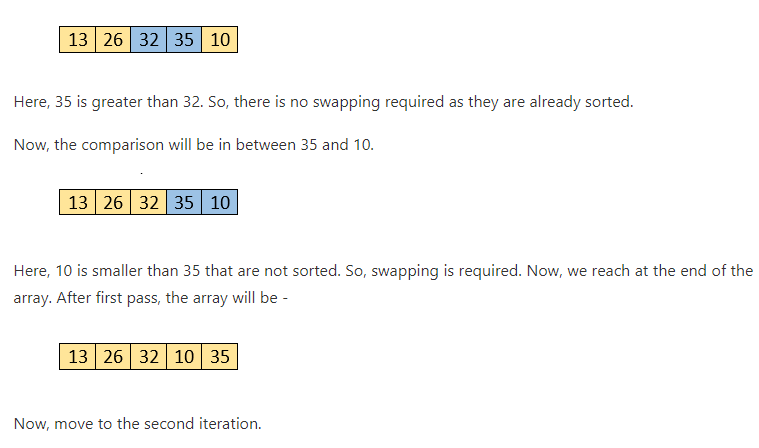 13 26 32 35 10
Here, 35 is greater than 32. So, there is no swapping required as they are already sorted.
Now, the comparison will be in between 35 and 10.
13 26 32 35 10
Here, 10 is smaller than 35 that are not sorted. So, swapping is required. Now, we reach at the end of the
array. After first pass, the array will be -
13 26 32 10 35
Now, move to the second iteration.